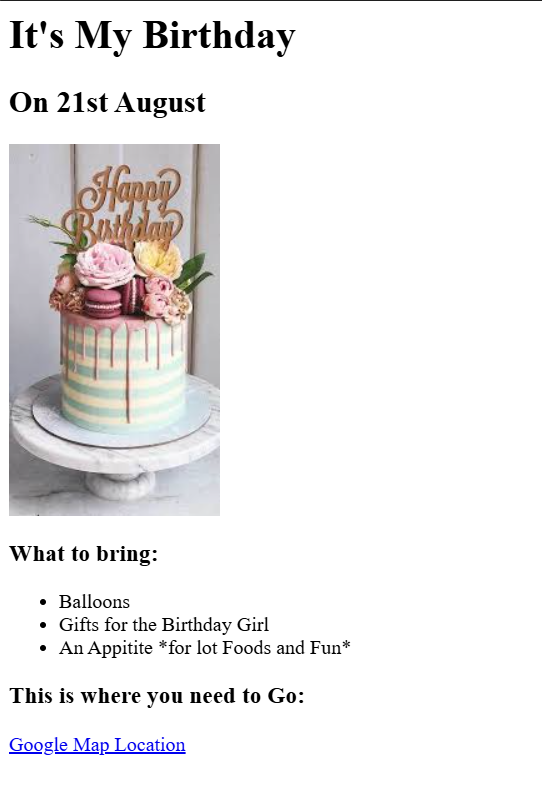 It's My Birthday
On 21st August
Happy
Birthday
What to bring:
Balloons
Gifts for the Birthday Girl
An Appitite *for lot Foods and Fun*
This is where you need to Go:
Google Map Location